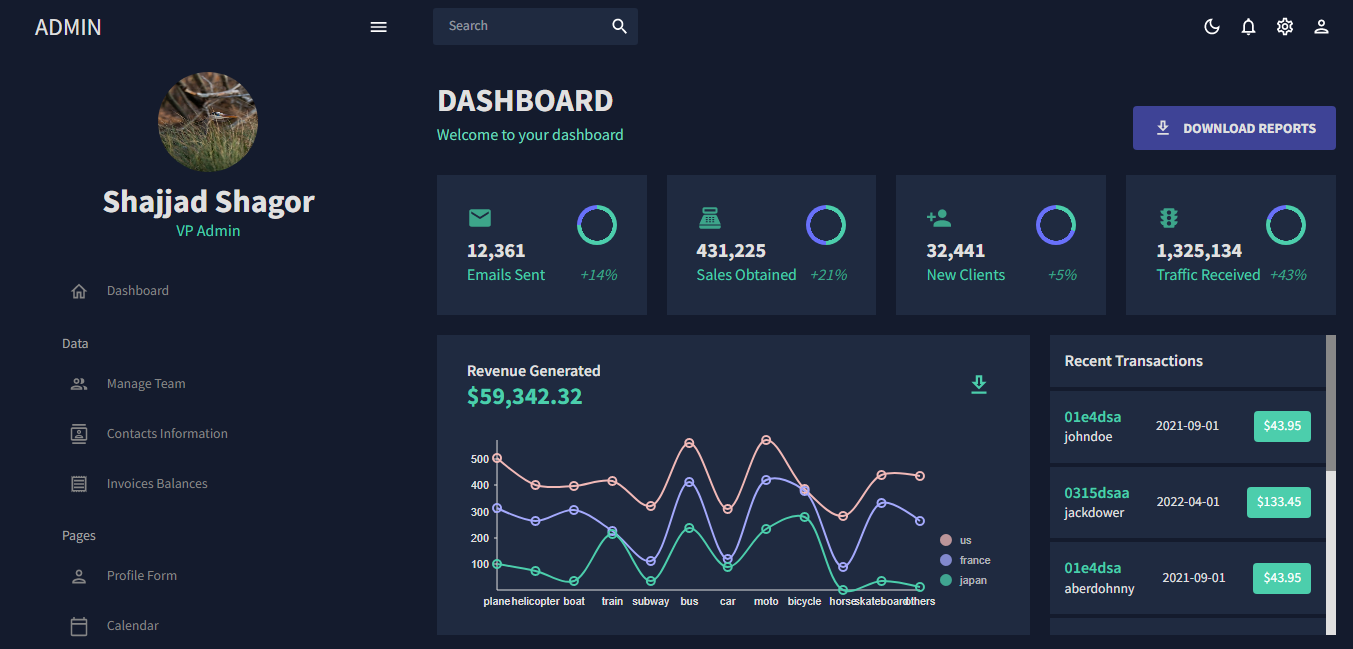 ADMIN
Search
Shajjad Shagor
VP Admin
Dashboard
Data
Manage Team
Contacts Information
Invoices Balances
Pages
Profile Form
Calendar
DASHBOARD
Welcome to your dashboard
DOWNLOAD REPORTS
12,361
Emails Sent +14%
431,225
Sales Obtained +21%
32,441
New Clients +5%
1,325,134
Traffic Received +43%
Revenue Generated
$59,342.32
500
400
300
200
100
plane helicopter boat train subway bus car moto bicycle horse skateboard others
us
france
japan
Recent Transactions
01e4dsa
johndoe
2021-09-01
$43.95
0315dsaa
jackdower
2022-04-01
$133.45
01e4dsa
aberdohnny
2021-09-01
$43.95